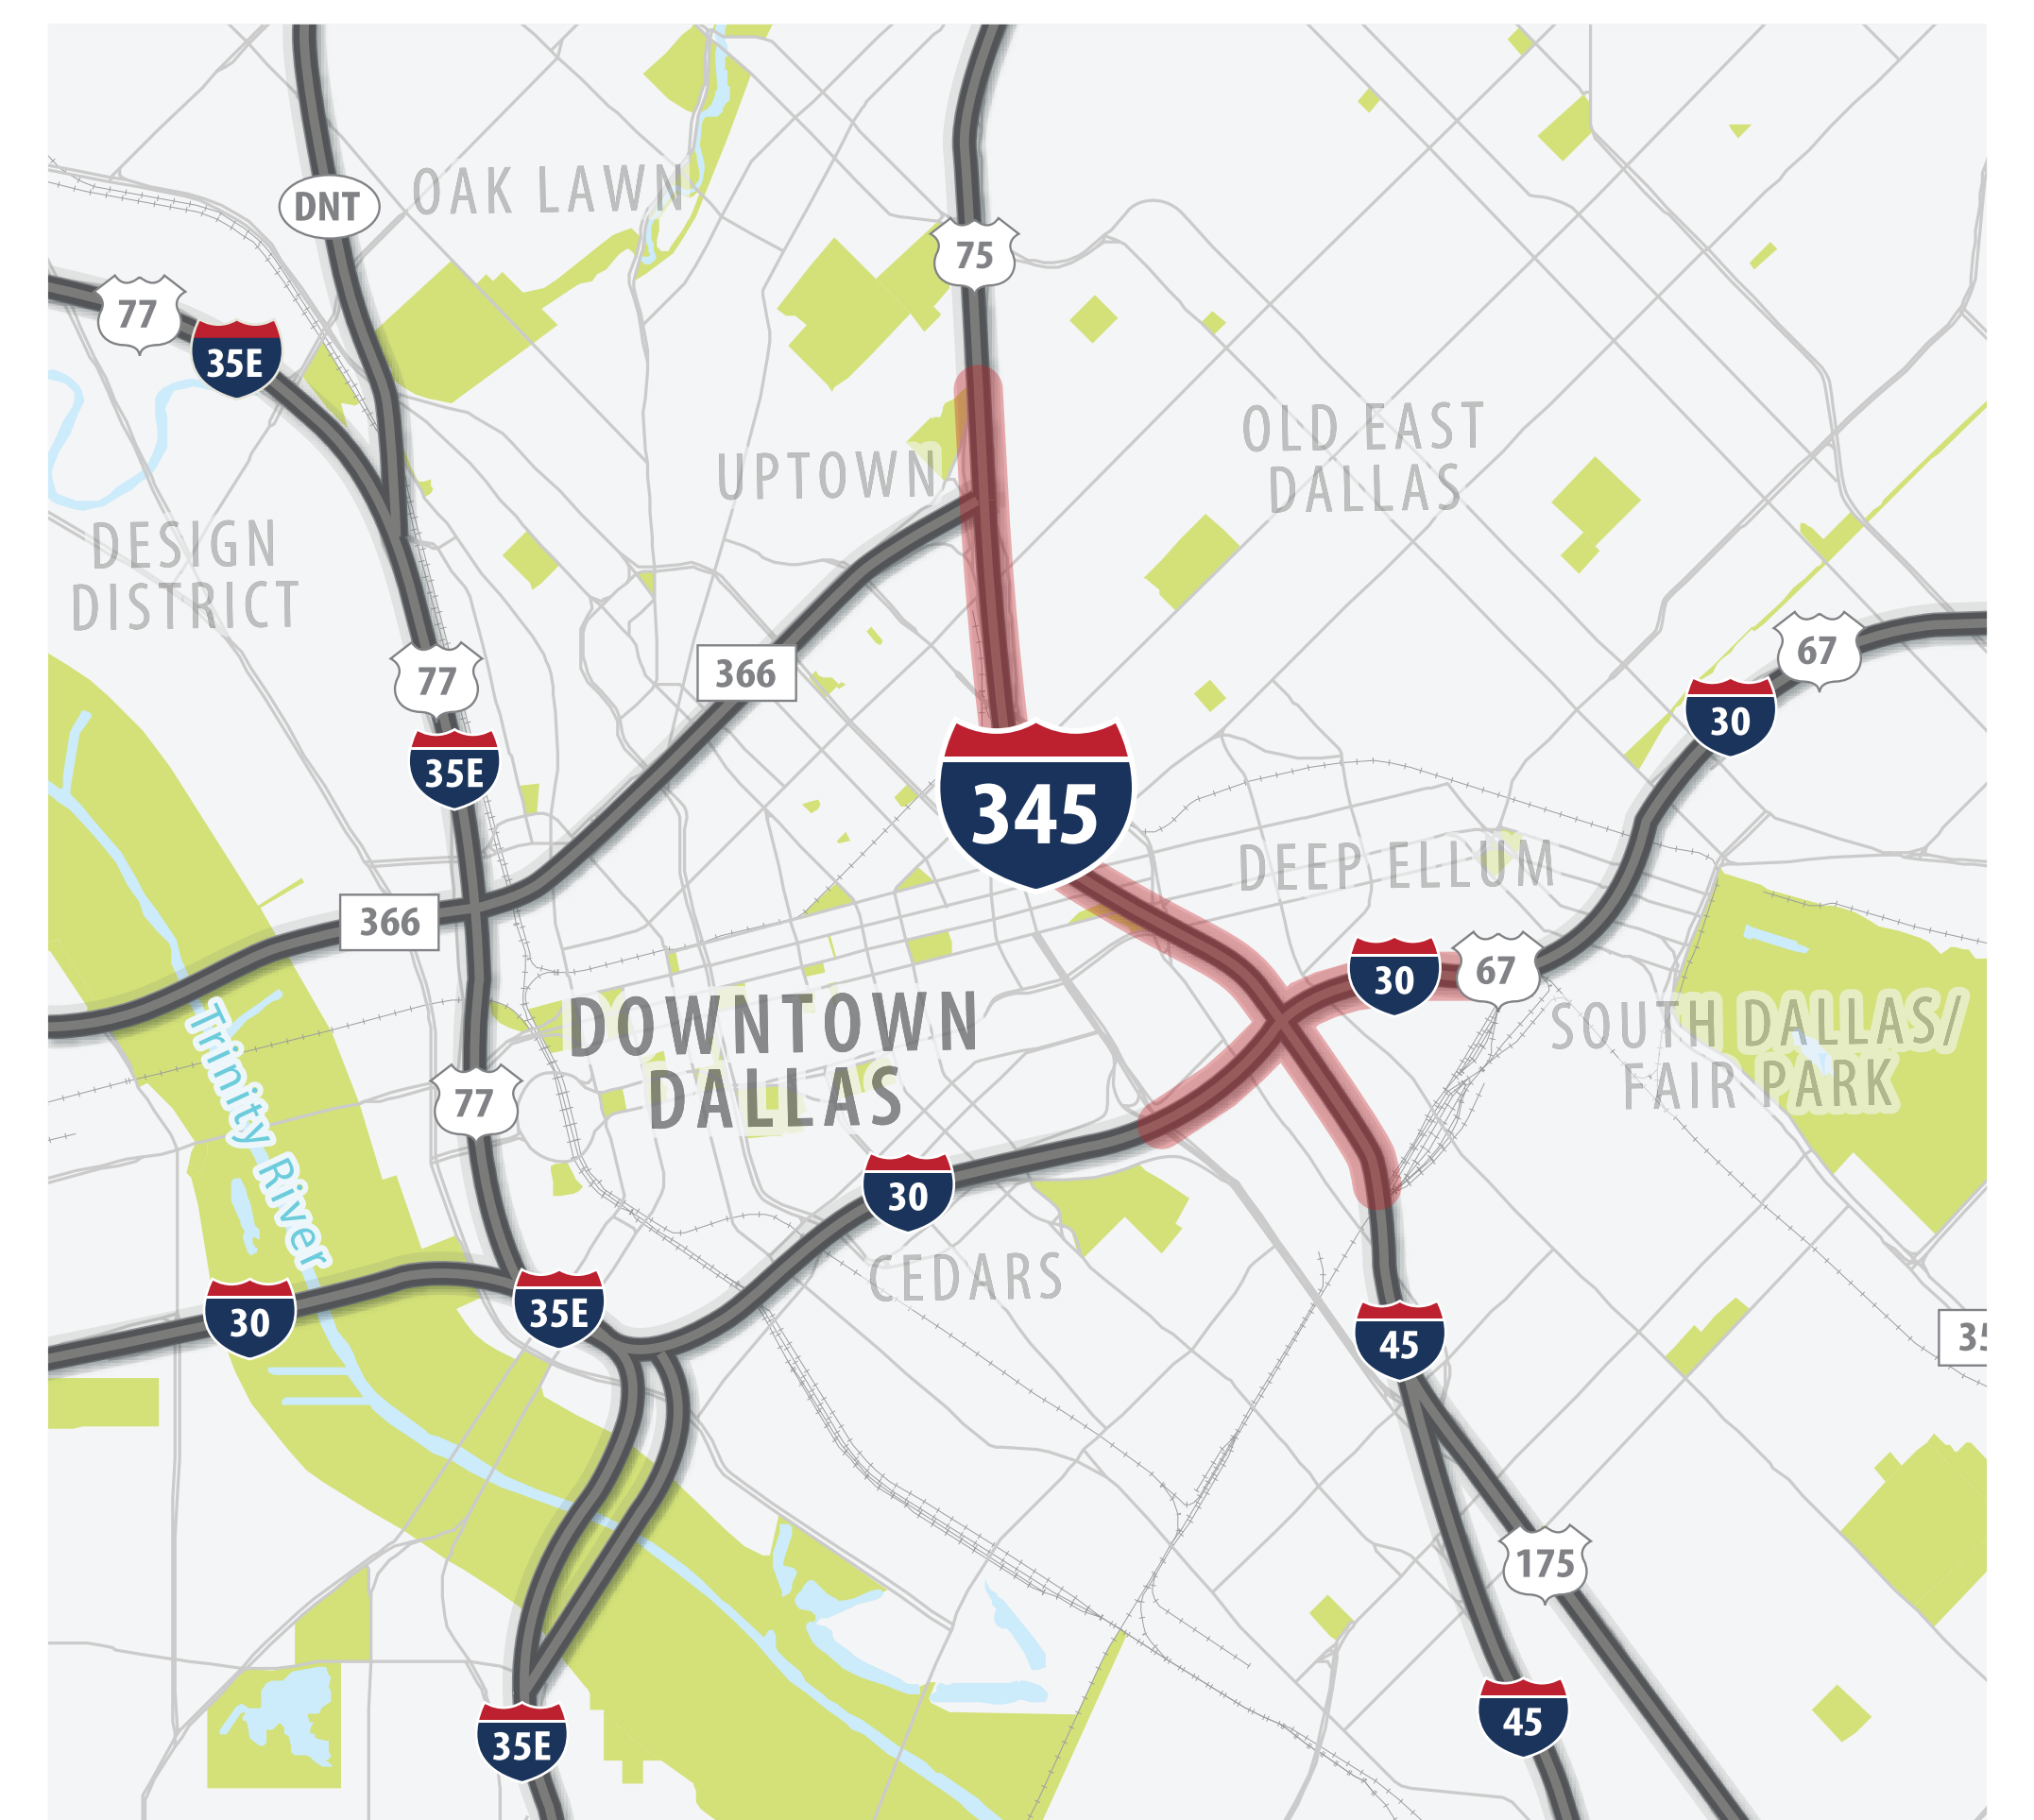 OAK LAWN
DNT
75
77
35E
OLD EAST
DALLAS
UPTOWN
DESIGN
DISTRICT
67
77
366
30
35E
345
DEEP ELLUM
366
30
67
DOWNTOWN
DALLAS
SOUTH DALLAS/
FAIR PARK
Trinity River
77
30
CEDARS
30
35E
45
35
175
35E
45